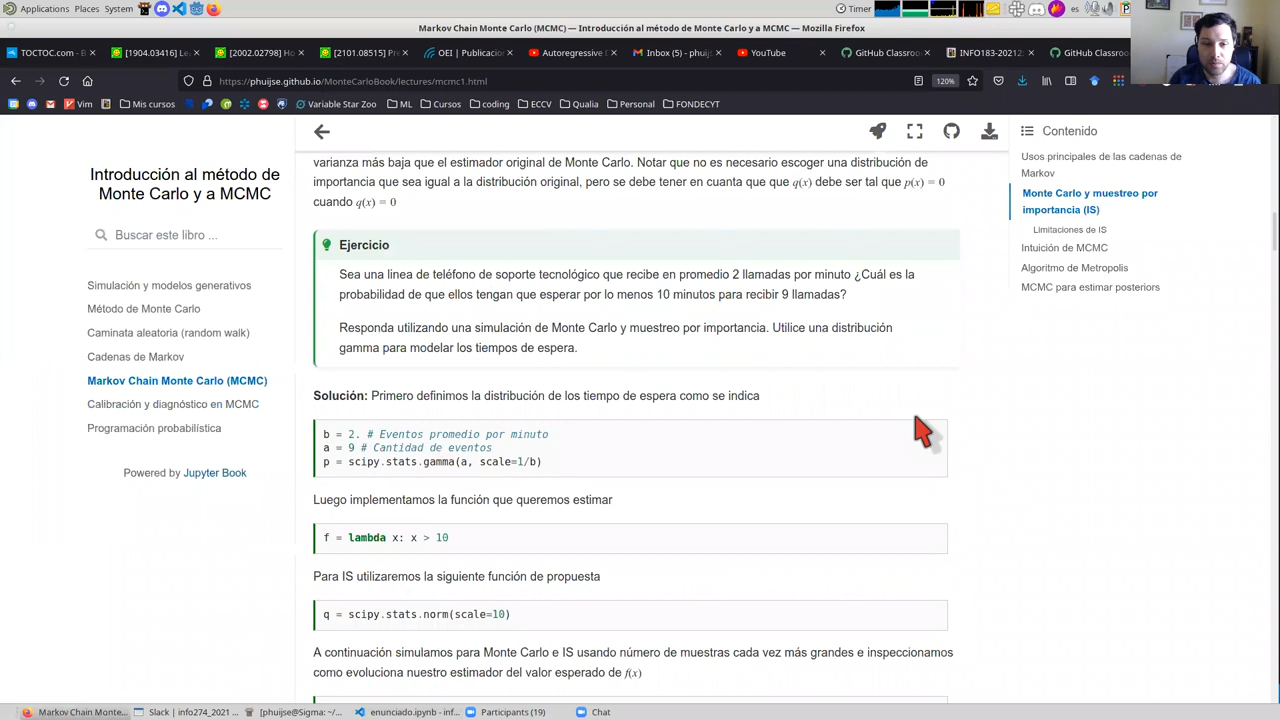 Applications Places System
Timer
es
Markov Chain Monte Carlo (MCMC) — Introducción al método de Monte Carlo y a MCMC — Mozilla Firefox
TOCTOC.com - B
[1904.03416] Le
[2002.02798] Ho
[2101.08515] Pr
OEI | Publicac
Autoregressive
Inbox (5) - phuij
YouTube
GitHub Classroo
INFO183-20212
GitHub Classro
https://phuijse.github.io/MonteCarloBook/lectures/mcmc1.html
120%
Vim
Mis cursos
Variable Star Zoo
ML
Cursos
coding
ECCV
Qualia
Personal
FONDECYT
Introducción al método de
Monte Carlo y a MCMC
Buscar este libro ...
Simulación y modelos generativos
Método de Monte Carlo
Caminata aleatoria (random walk)
Cadenas de Markov
Markov Chain Monte Carlo (MCMC)
Calibración y diagnóstico en MCMC
Programación probabilística
Powered by Jupyter Book
varianza más baja que el estimador original de Monte Carlo. Notar que no es necesario escoger una distribución de
importancia que sea igual a la distribución original, pero se debe tener en cuanta que que q(x) debe ser tal que p(x) = 0
cuando q(x) = 0
Ejercicio
Sea una linea de teléfono de soporte tecnológico que recibe en promedio 2 llamadas por minuto ¿Cuál es la
probabilidad de que ellos tengan que esperar por lo menos 10 minutos para recibir 9 llamadas?
Responda utilizando una simulación de Monte Carlo y muestreo por importancia. Utilice una distribución
gamma para modelar los tiempos de espera.
Solución: Primero definimos la distribución de los tiempo de espera como se indica
b = 2. # Eventos promedio por minuto
a = 9 # Cantidad de eventos
p = scipy.stats.gamma(a, scale=1/b)
Luego implementamos la función que queremos estimar
f = lambda x: x > 10
Para IS utilizaremos la siguiente función de propuesta
q = scipy.stats.norm(scale=10)
A continuación simulamos para Monte Carlo e IS usando número de muestras cada vez más grandes e inspeccionamos
como evoluciona nuestro estimador del valor esperado de f(x)
Contenido
Usos principales de las cadenas de
Markov
Monte Carlo y muestreo por
importancia (IS)
Limitaciones de IS
Intuición de MCMC
Algoritmo de Metropolis
MCMC para estimar posteriors
Markov Chain Monte...
Slack | info274_2021 ...
[phuijse@Sigma: ~/...
enunciado.ipynb - inf...
Participants (19)
Chat